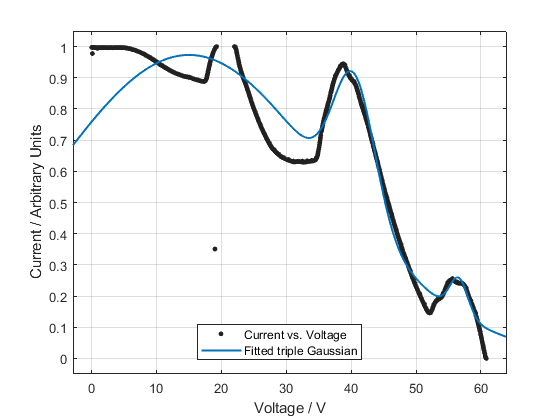 1
0.9
0.8
0.7
0.6
0.5
0.4
0.3
0.2
0.1
0
Current / Arbitrary Units
Current vs. Voltage
Fitted triple Gaussian
0 10 20 30 40 50 60
Voltage / V